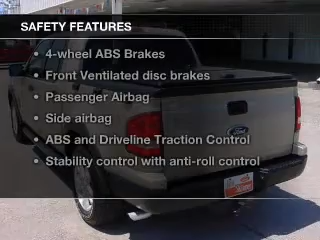 SAFETY FEATURES
• 4-wheel ABS Brakes
• Front Ventilated disc brakes
• Passenger Airbag
• Side airbag
• ABS and Driveline Traction Control
• Stability control with anti-roll control
Ford